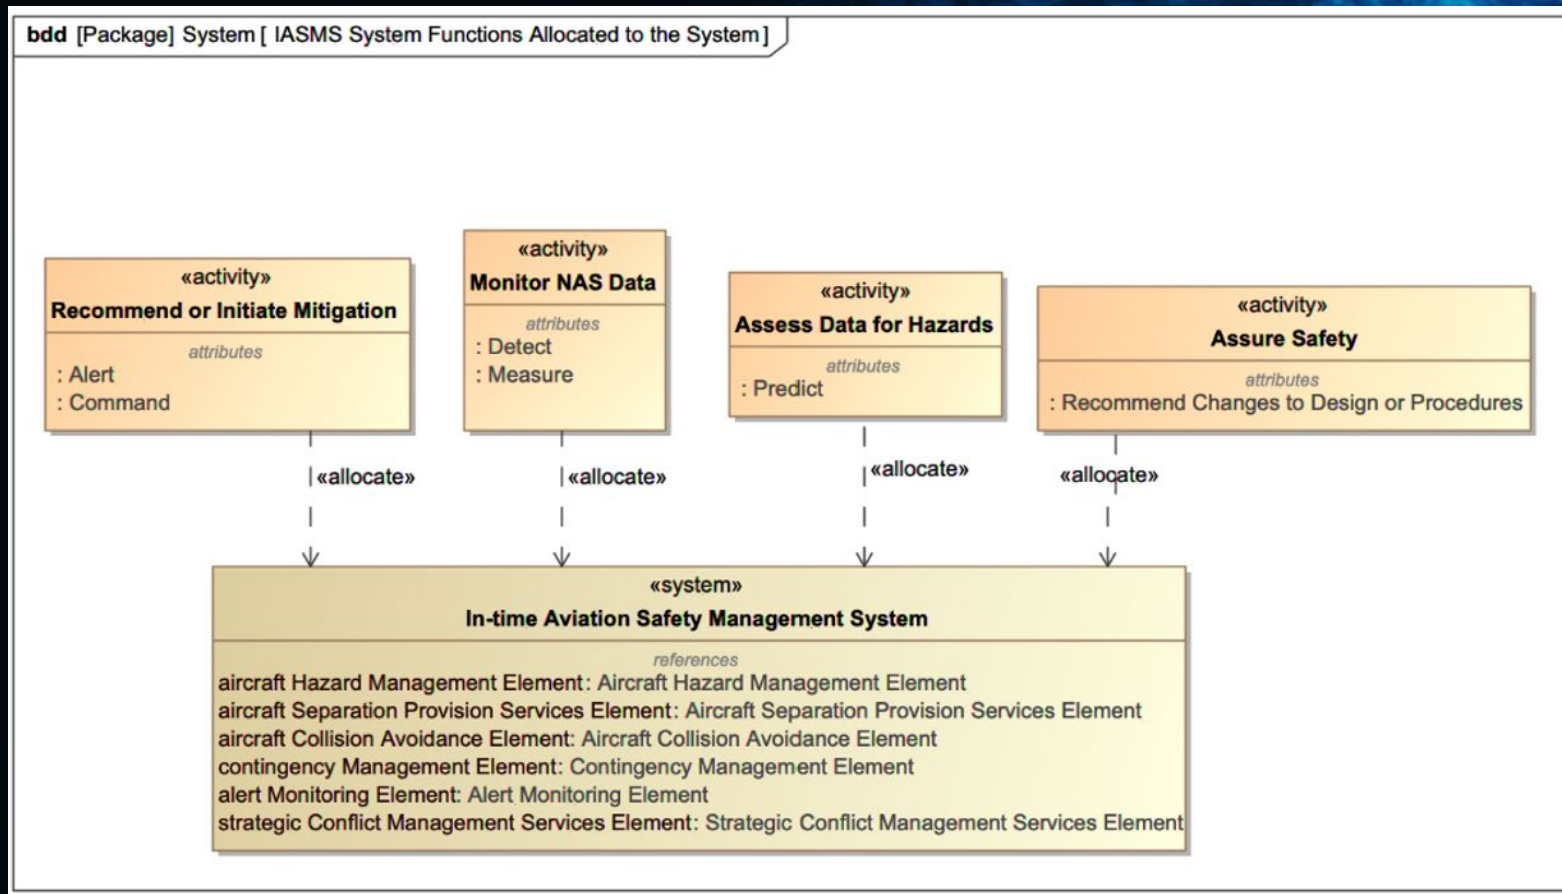 bdd [Package] System [ IASMS System Functions Allocated to the System ]
«activity»
Recommend or Initiate Mitigation
attributes
: Alert
: Command
«activity»
Monitor NAS Data
attributes
: Detect
: Measure
«activity»
Assess Data for Hazards
attributes
: Predict
«activity»
Assure Safety
attributes
: Recommend Changes to Design or Procedures
«allocate»
«allocate»
«allocate»
«allocate»
«system»
In-time Aviation Safety Management System
references
aircraft Hazard Management Element: Aircraft Hazard Management Element
aircraft Separation Provision Services Element: Aircraft Separation Provision Services Element
aircraft Collision Avoidance Element: Aircraft Collision Avoidance Element
contingency Management Element: Contingency Management Element
alert Monitoring Element: Alert Monitoring Element
strategic Conflict Management Services Element: Strategic Conflict Management Services Element